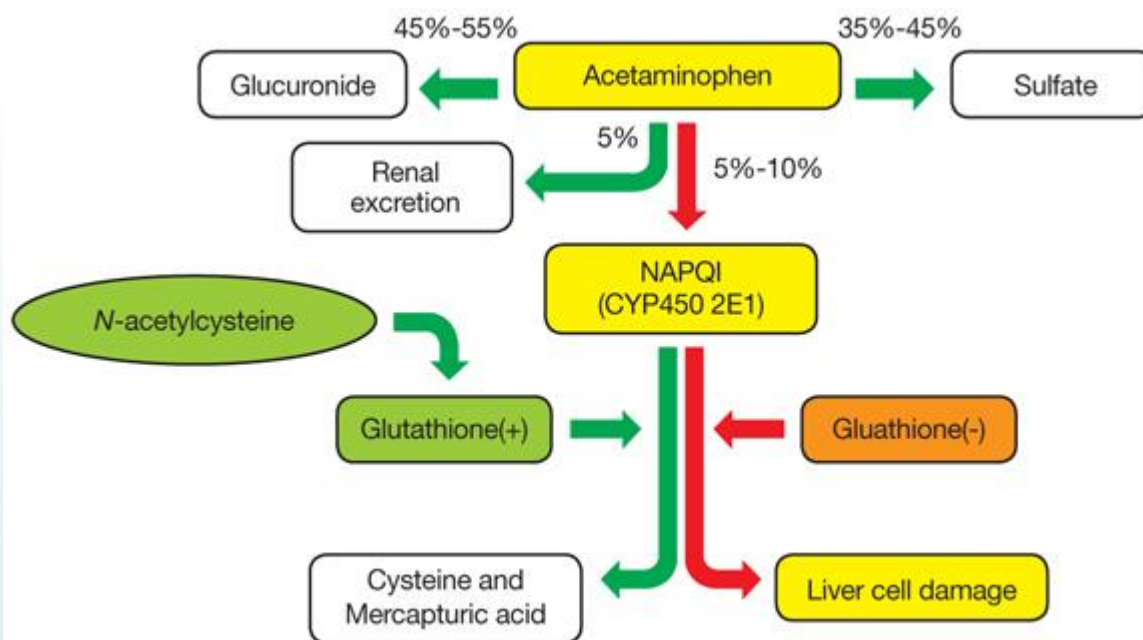 45%-55%
35%-45%
Glucuronide
Acetaminophen
Sulfate
5%
5%-10%
Renal
excretion
NAPQI
(CYP450 2E1)
N-acetylcysteine
Glutathione(+)
Gluathione(-)
Cysteine and
Mercapturic acid
Liver cell damage